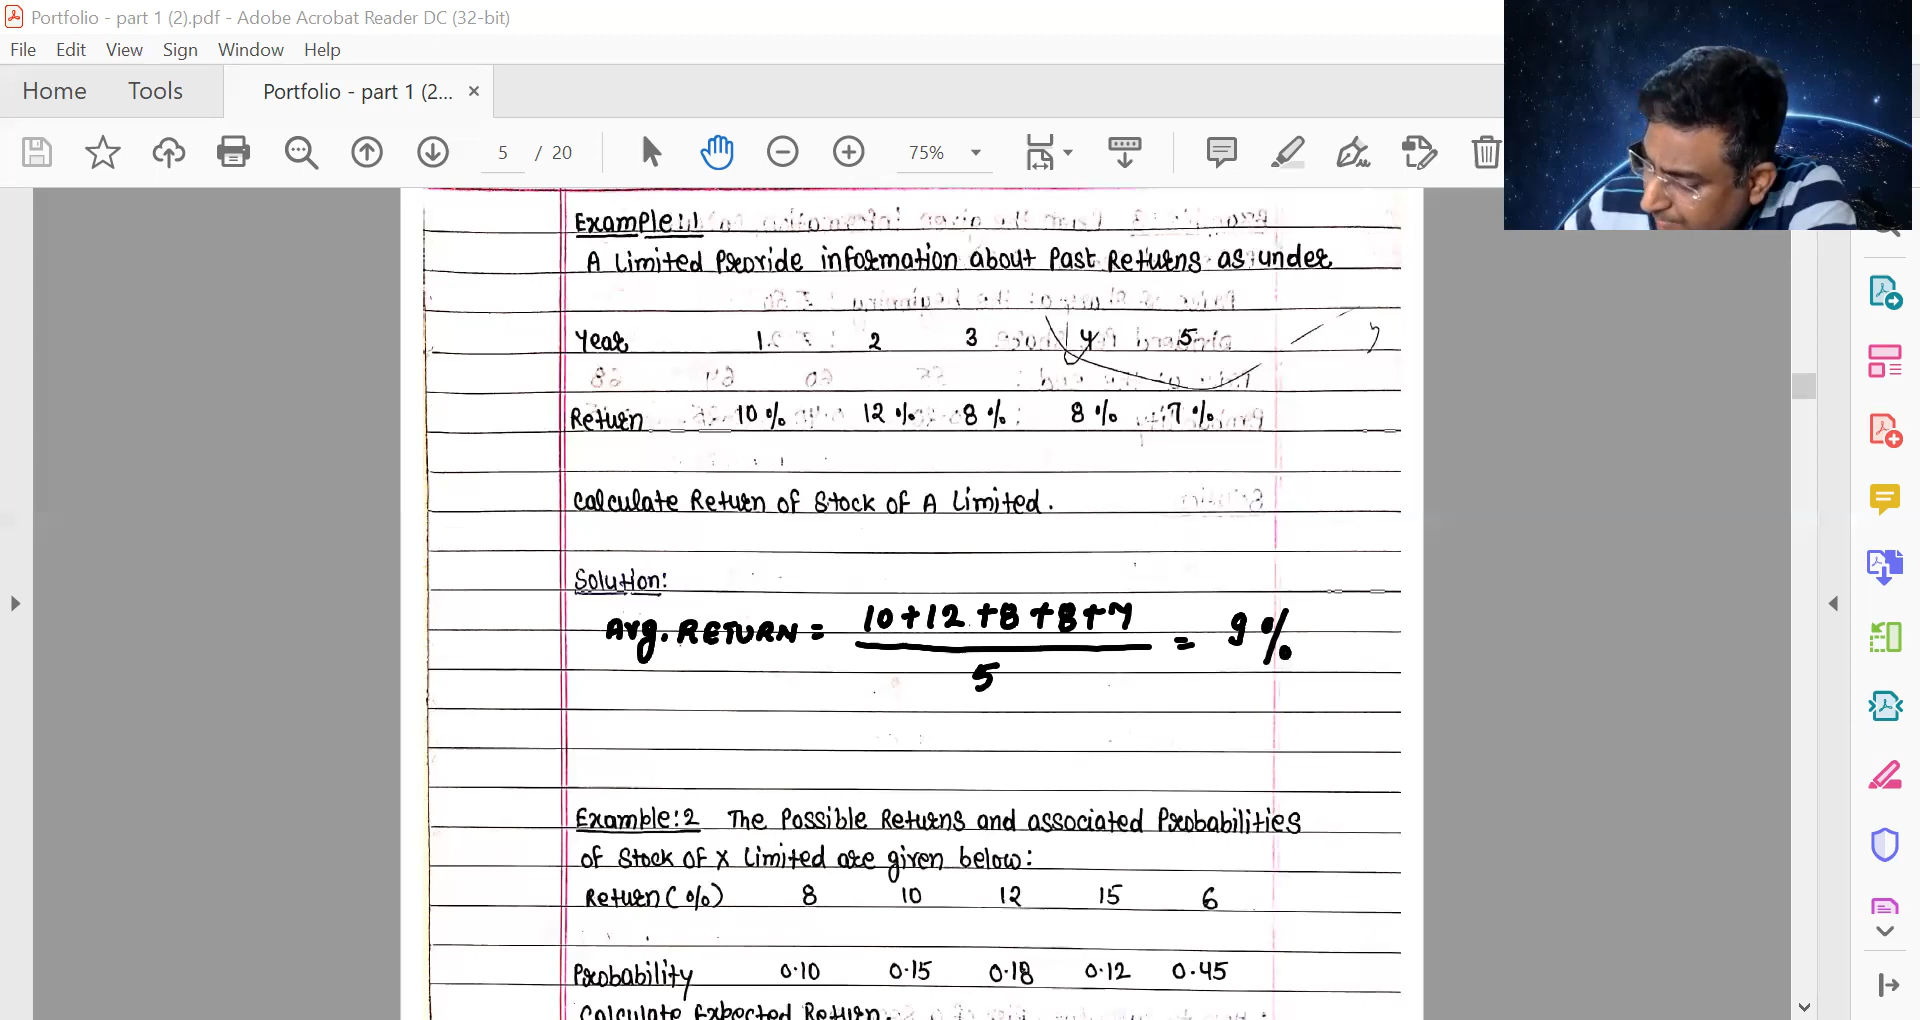 Portfolio - part 1 (2).pdf - Adobe Acrobat Reader DC (32-bit)
File Edit View Sign Window Help
Home Tools Portfolio - part 1 (2... ×
5 / 20 75%
Example:1
A Limited Provide information about Past Returns as under
Year 1. 2 3 4 5
Return 10 % 12 % 8 % 8 % 7 %
Calculate Return of Stock of A Limited.
Solution:
Avg. RETURN = 10+12+8+8+7 = 9%
5
Example:2 The Possible Returns and associated Probabilities
of Stock of X Limited are given below:
Return (%) 8 10 12 15 6
Probability 0.10 0.15 0.18 0.12 0.45
Calculate Expected Return.